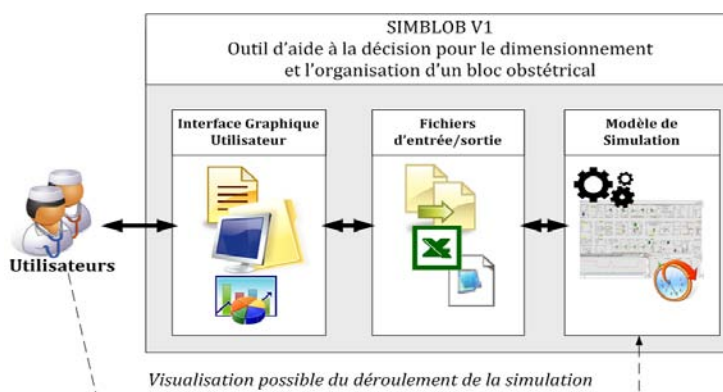 SIMBLOB V1
Outil d'aide à la décision pour le dimensionnement
et l'organisation d'un bloc obstétrical
Interface Graphique
Utilisateur
Fichiers
d'entrée/sortie
Modèle de
Simulation
Utilisateurs
Visualisation possible du déroulement de la simulation